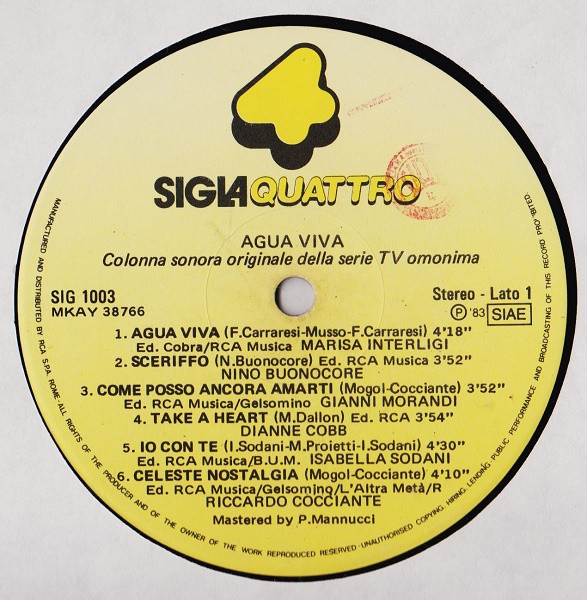 4
SIGLAQUATTRO
AGUA VIVA
Colonna sonora originale della serie TV omonima
SIG 1003
MKAY 38766
Stereo - Lato 1
Ⓟ '83 SIAE
1. AGUA VIVA (F.Carraresi-Musso-F.Carraresi) 4'18"
Ed. Cobra/RCA Musica MARISA INTERLIGI
2. SCERIFFO (N.Buonocore) Ed. RCA Musica 3'52"
NINO BUONOCORE
3. COME POSSO ANCORA AMARTI (Mogol-Cocciante) 3'52"
Ed. RCA Musica/Gelsomino GIANNI MORANDI
4. TAKE A HEART (M.Dallon) Ed. RCA 3'54"
DIANNE COBB
5. IO CON TE (I.Sodani-M.Proietti-I.Sodani) 4'30"
Ed. RCA Musica/B.U.M. ISABELLA SODANI
6. CELESTE NOSTALGIA (Mogol-Cocciante) 4'10"
Ed. RCA Musica/Gelsomino/L'Altra Metà/R
RICCARDO COCCIANTE
Mastered by P.Mannucci
MANUFACTURED AND DISTRIBUTED BY RCA S.P.A. ROME·ALL RIGHTS OF THE PRODUCER AND OF THE OWNER OF THE WORK REPRODUCED RESERVED·UNAUTHORISED COPYING. HIRING. LENDING. PUBLIC PERFORMANCE AND BROADCASTING OF THIS RECORD PROHIBITED.